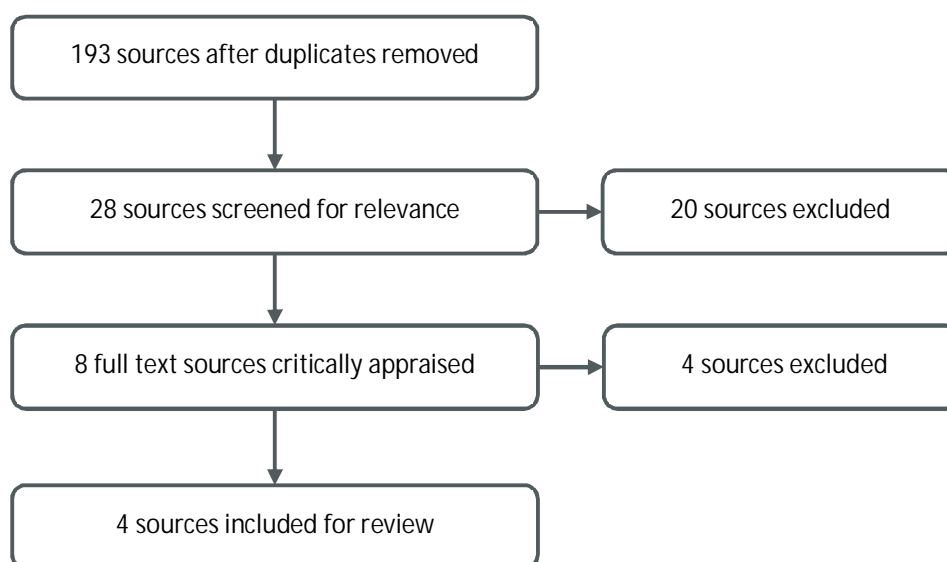 193 sources after duplicates removed
28 sources screened for relevance
20 sources excluded
8 full text sources critically appraised
4 sources excluded
4 sources included for review